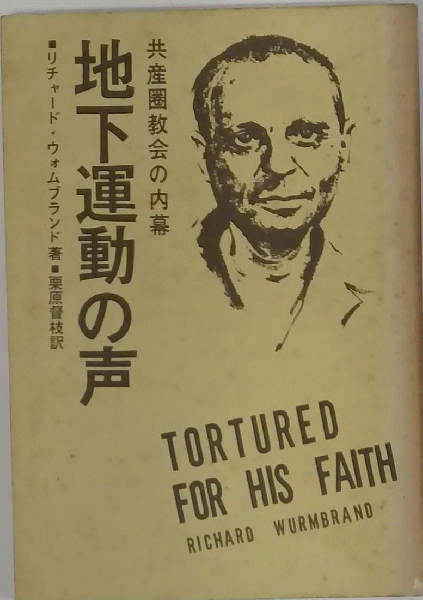 共産圏教会の内幕
地下運動の声
■リチャード・ウォムブランド著■栗原督枝訳
TORTURED
FOR HIS FAITH
RICHARD WURMBRAND